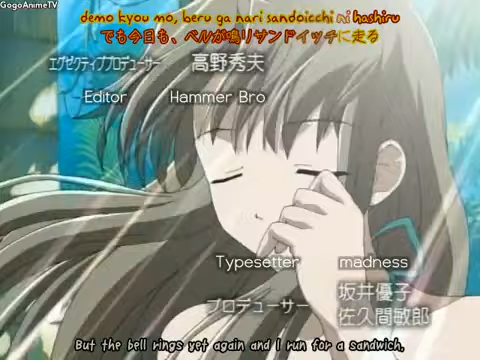 GogoAnimeTV
demo kyou mo, beru ga nari sandoicchi ni hashiru
でも今日も、ベルが鳴りサンドイッチに走る
エグゼクティブプロデューサー 高野秀夫
Editor Hammer Bro
Typesetter madness
プロデューサー 坂井優子
佐久間敏郎
But the bell rings yet again and I run for a sandwich,